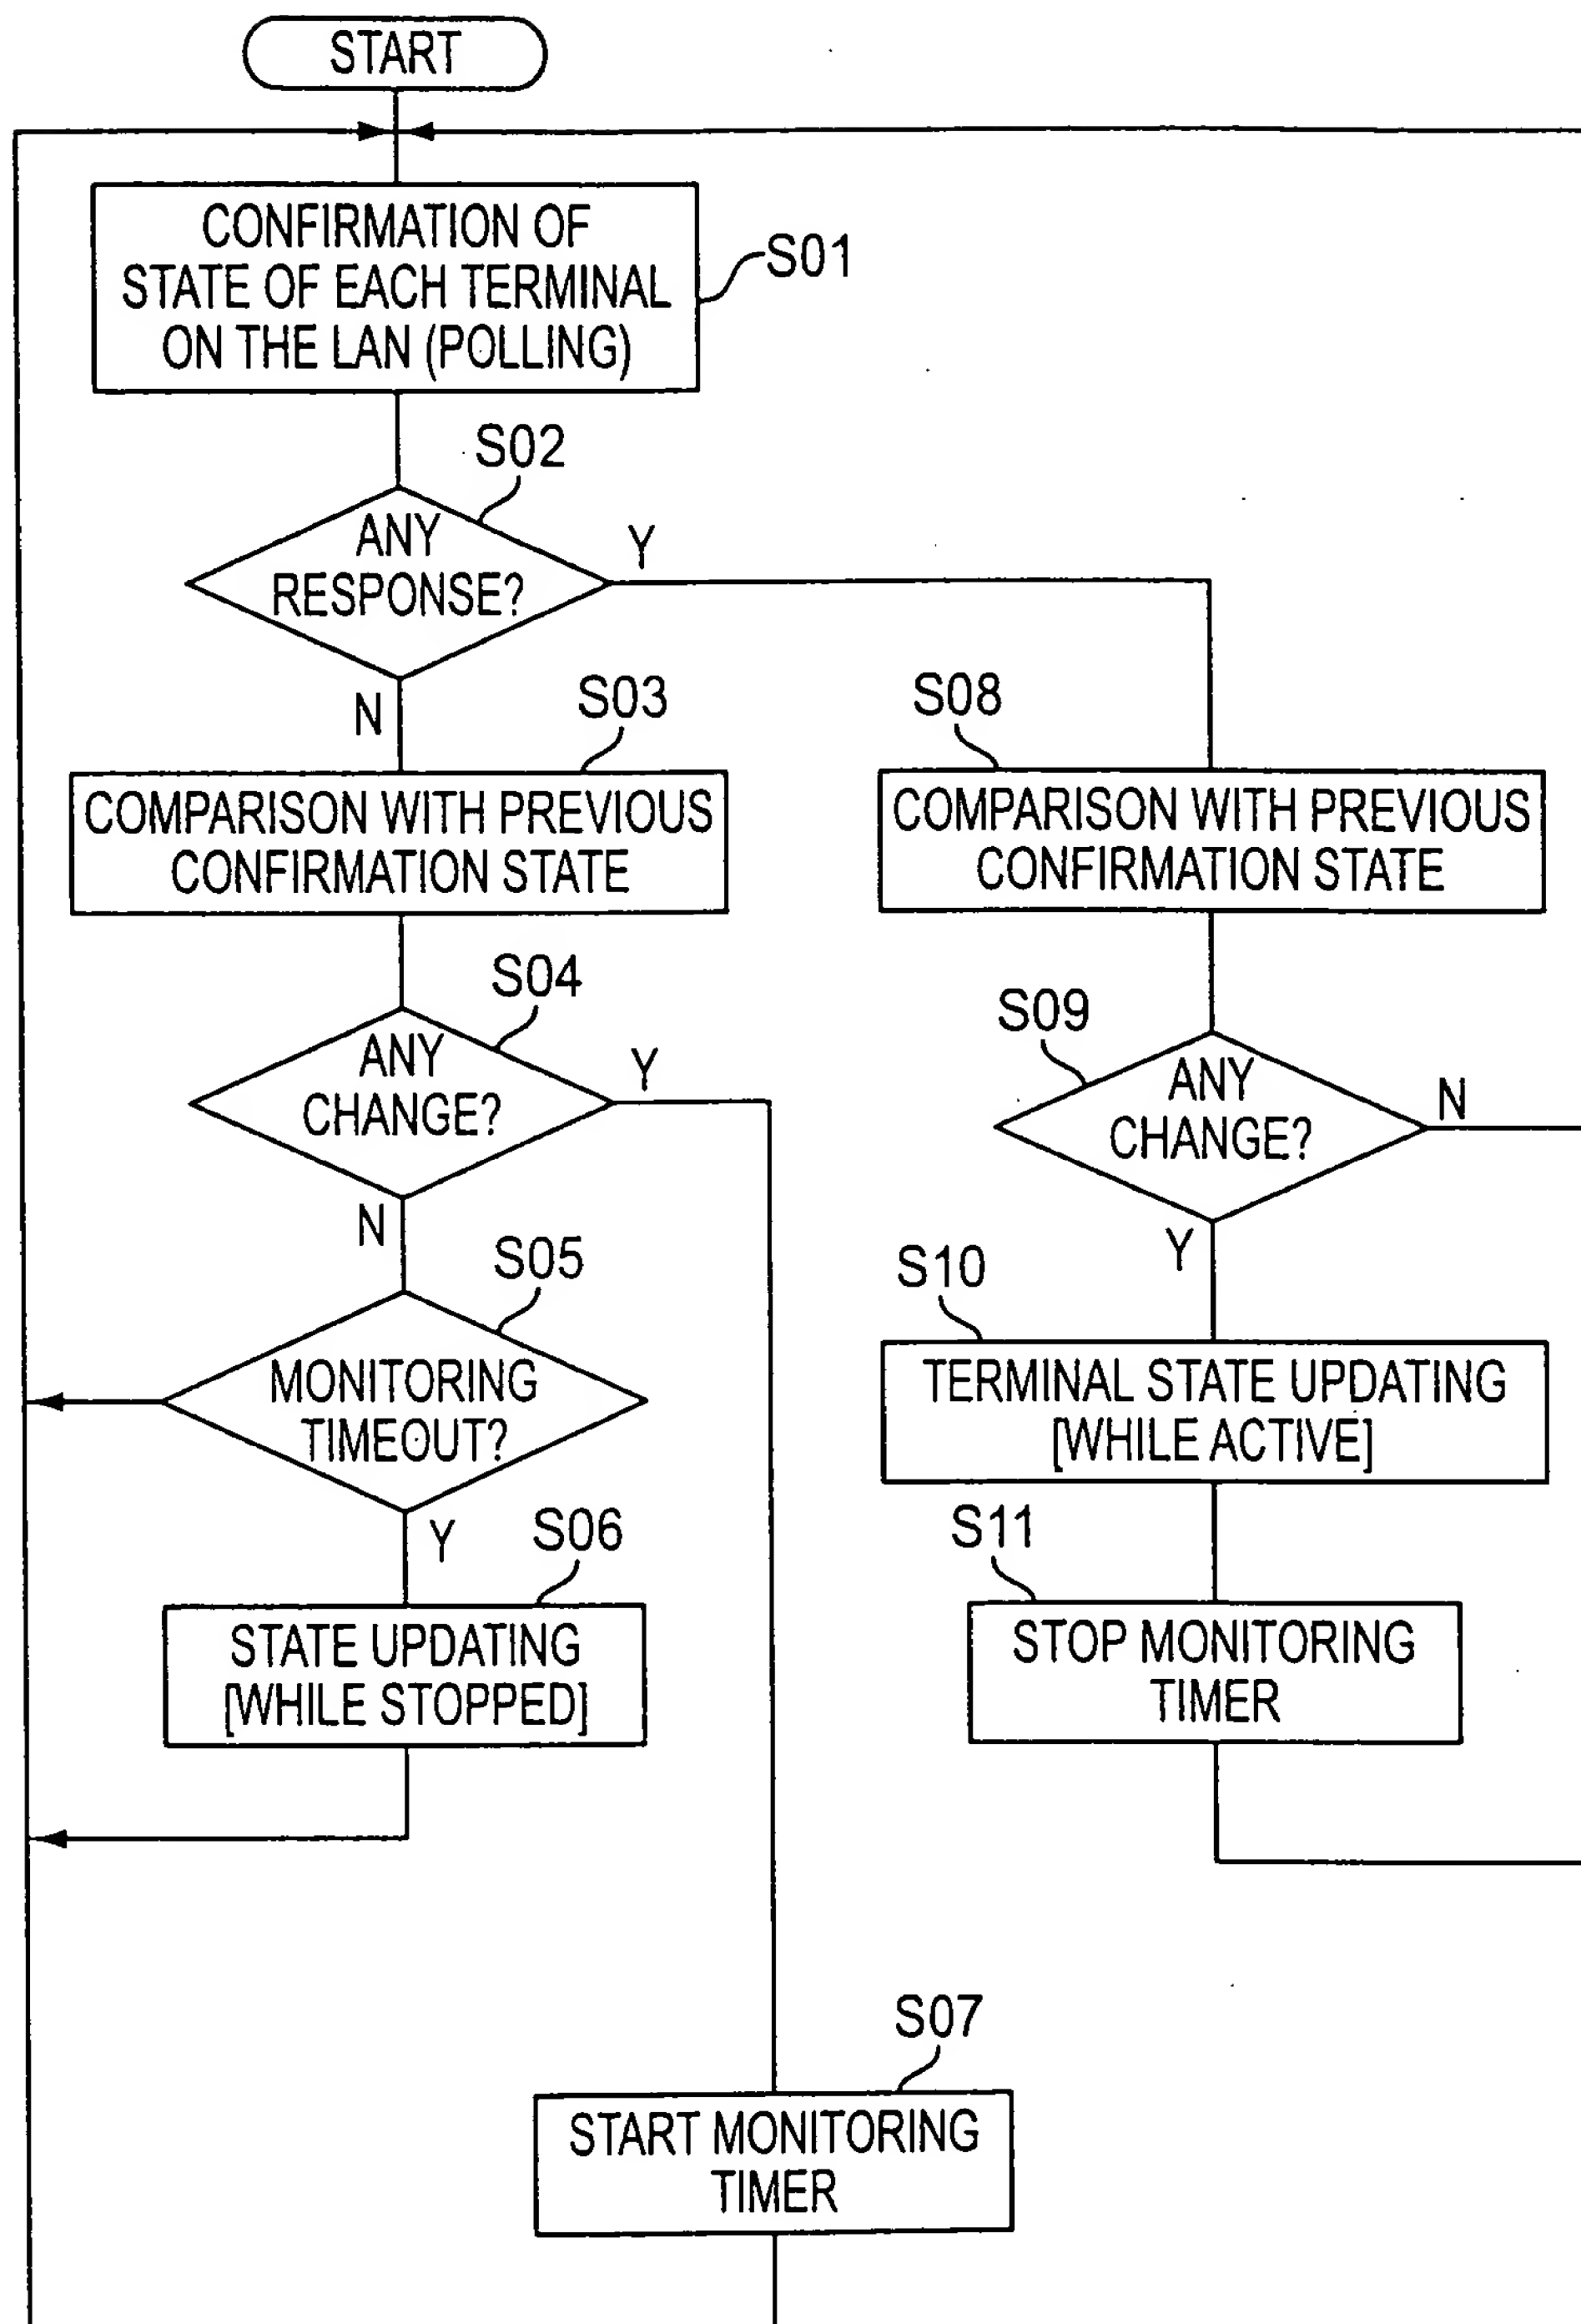 START
CONFIRMATION OF
STATE OF EACH TERMINAL
ON THE LAN (POLLING)
S01
S02
ANY
RESPONSE?
Y
N
S03
COMPARISON WITH PREVIOUS
CONFIRMATION STATE
S08
COMPARISON WITH PREVIOUS
CONFIRMATION STATE
S04
ANY
CHANGE?
Y
N
S09
ANY
CHANGE?
N
Y
S05
MONITORING
TIMEOUT?
Y
S10
TERMINAL STATE UPDATING
[WHILE ACTIVE]
S06
STATE UPDATING
[WHILE STOPPED]
S11
STOP MONITORING
TIMER
S07
START MONITORING
TIMER